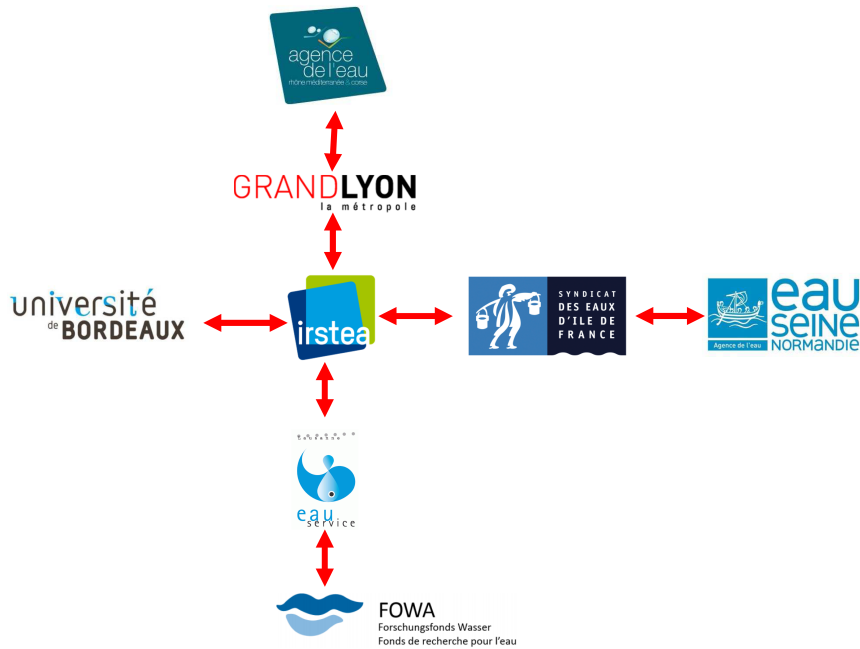 agence
de l'eau
rhône méditerranée & corse
GRANDLYON
la métropole
université
de BORDEAUX
irstea
SYNDICAT
DES EAUX
D'ILE DE
FRANCE
eau
SEINE
NORMANDIE
Agence de l'eau
lausanne
eau
service
FOWA
Forschungsfonds Wasser
Fonds de recherche pour l'eau